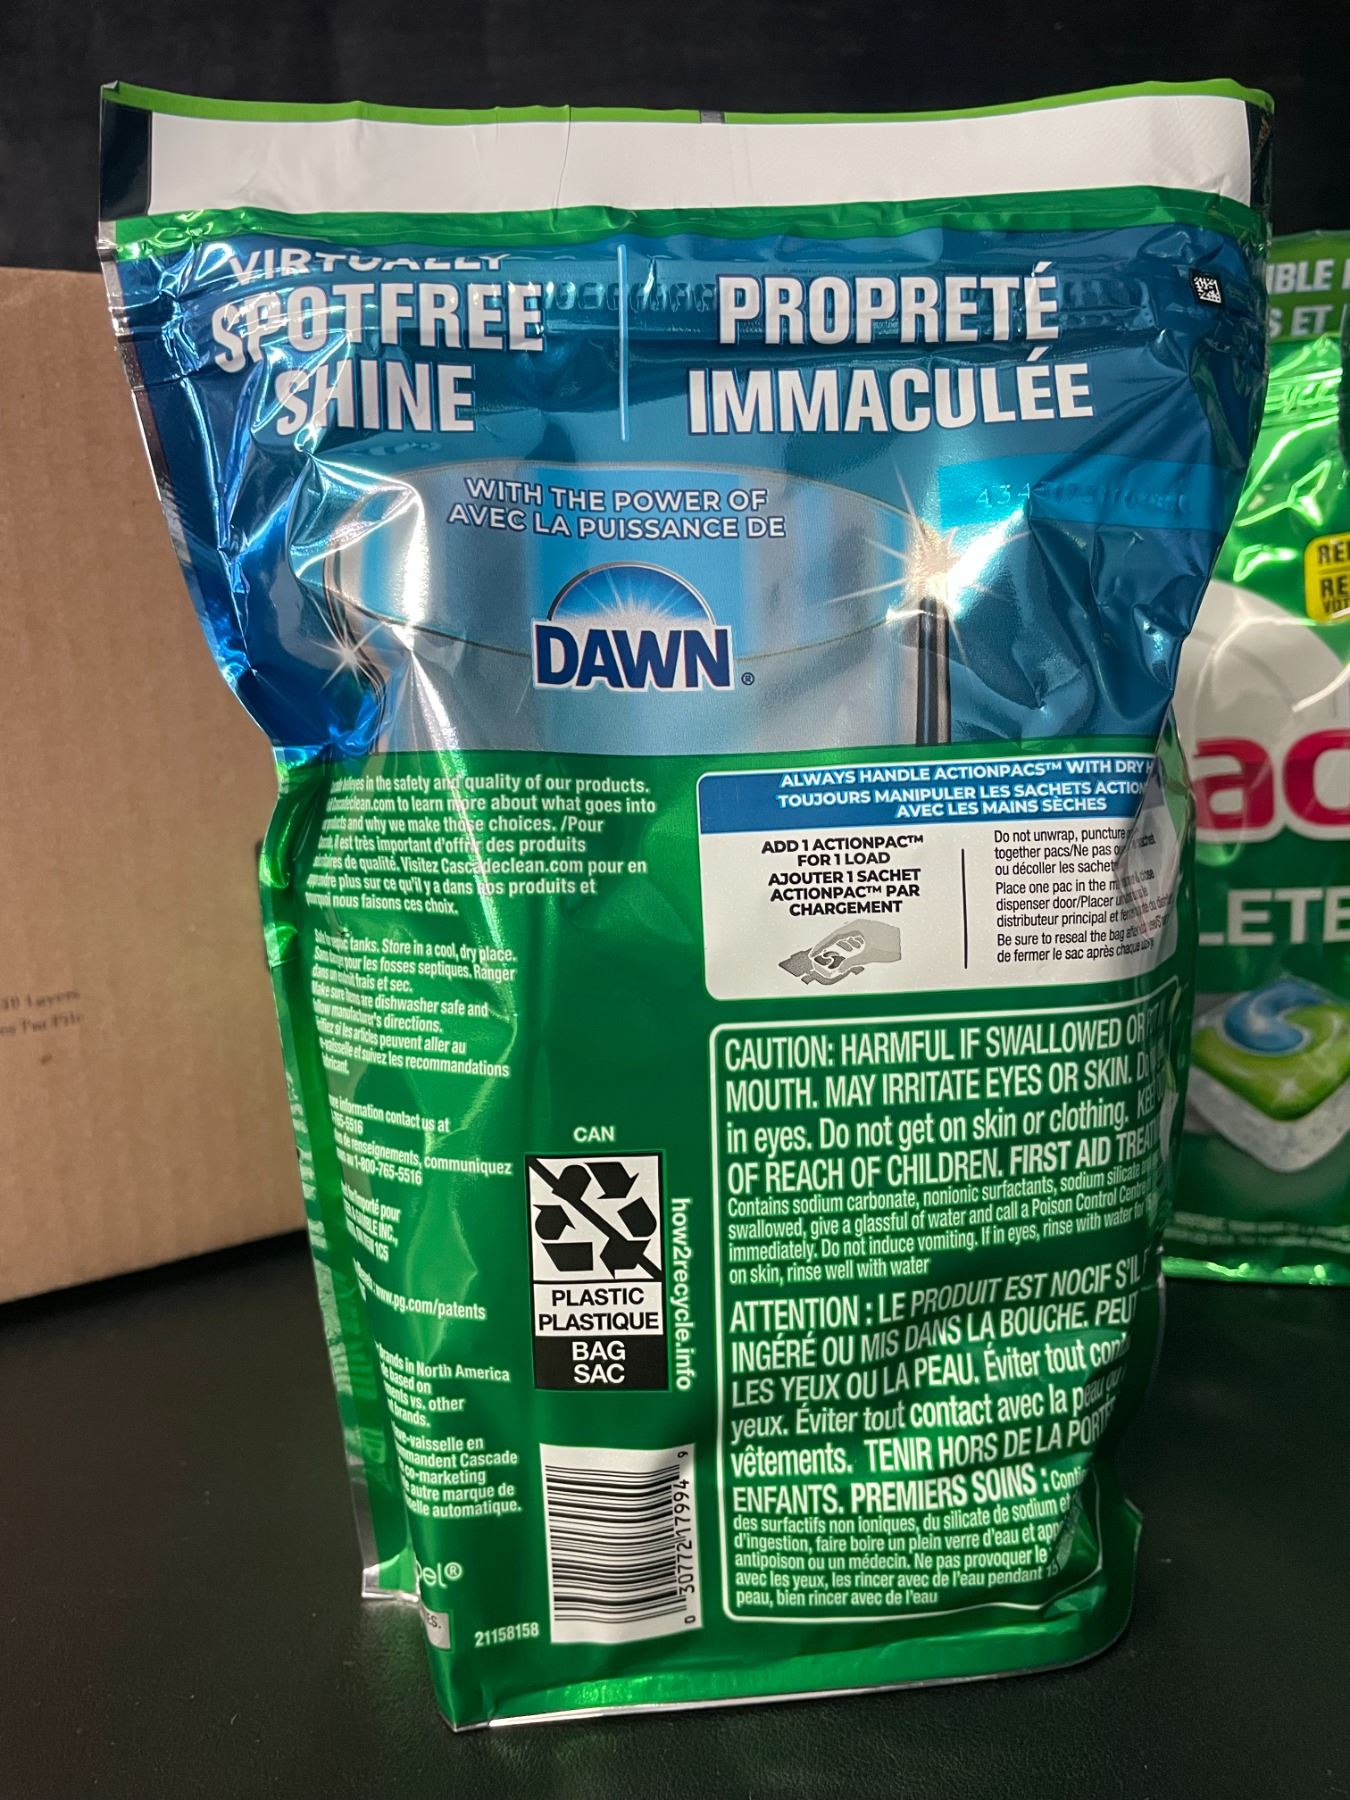 VIRTUALLY
SPOTFREE
SHINE
PROPRETÉ
IMMACULÉE
WITH THE POWER OF
AVEC LA PUISSANCE DE
DAWN®
believes in the safety and quality of our products.
to learn more about what goes into
and why we make those choices. /Pour
il est très important d'offrir des produits
de qualité. Visitez Cascadeclean.com pour en
plus sur ce qu'il y a dans nos produits et
nous faisons ces choix.
tanks. Store in a cool, dry place.
pour les fosses septiques. Ranger
dans un endroit frais et sec.
Make sure items are dishwasher safe and
manufacturer's directions.
si les articles peuvent aller au
et suivez les recommandations
information contact us at
765-5516
de renseignements, communiquez
au 1-800-765-5516
pour
INC.,
1C5
www.pg.com/patents
brands in North America
based on
vs. other
brands.
en
Cascade
co-marketing
autre marque de
automatique.
21158158
CAN
PLASTIC
PLASTIQUE
BAG
SAC
how2recycle.info
0 30772 17994 9
ALWAYS HANDLE ACTIONPACS™ WITH DRY
TOUJOURS MANIPULER LES SACHETS
AVEC LES MAINS SÈCHES
ADD 1 ACTIONPAC™
FOR 1 LOAD
AJOUTER 1 SACHET
ACTIONPAC™ PAR
CHARGEMENT
Do not unwrap, puncture
together pacs/Ne pas
ou décoller les sachets
Place one pac in the
dispenser door/Placer
distributeur principal et
Be sure to reseal the bag after
de fermer le sac après chaque
CAUTION: HARMFUL IF SWALLOWED OR
MOUTH. MAY IRRITATE EYES OR SKIN.
in eyes. Do not get on skin or clothing.
OF REACH OF CHILDREN. FIRST AID
Contains sodium carbonate, nonionic surfactants, sodium silicate
swallowed, give a glassful of water and call a Poison Control Centre
immediately. Do not induce vomiting. If in eyes, rinse with water for
on skin, rinse well with water
ATTENTION : LE PRODUIT EST NOCIF S'IL
INGÉRÉ OU MIS DANS LA BOUCHE.
LES YEUX OU LA PEAU. Éviter tout
yeux. Éviter tout contact avec la peau
vêtements. TENIR HORS DE LA
ENFANTS. PREMIERS SOINS :
des surfactifs non ioniques, du silicate de sodium et
d'ingestion, faire boire un plein verre d'eau et
antipoison ou un médecin. Ne pas provoquer le
avec les yeux, les rincer avec de l'eau pendant 15
peau, bien rincer avec de l'eau
ET